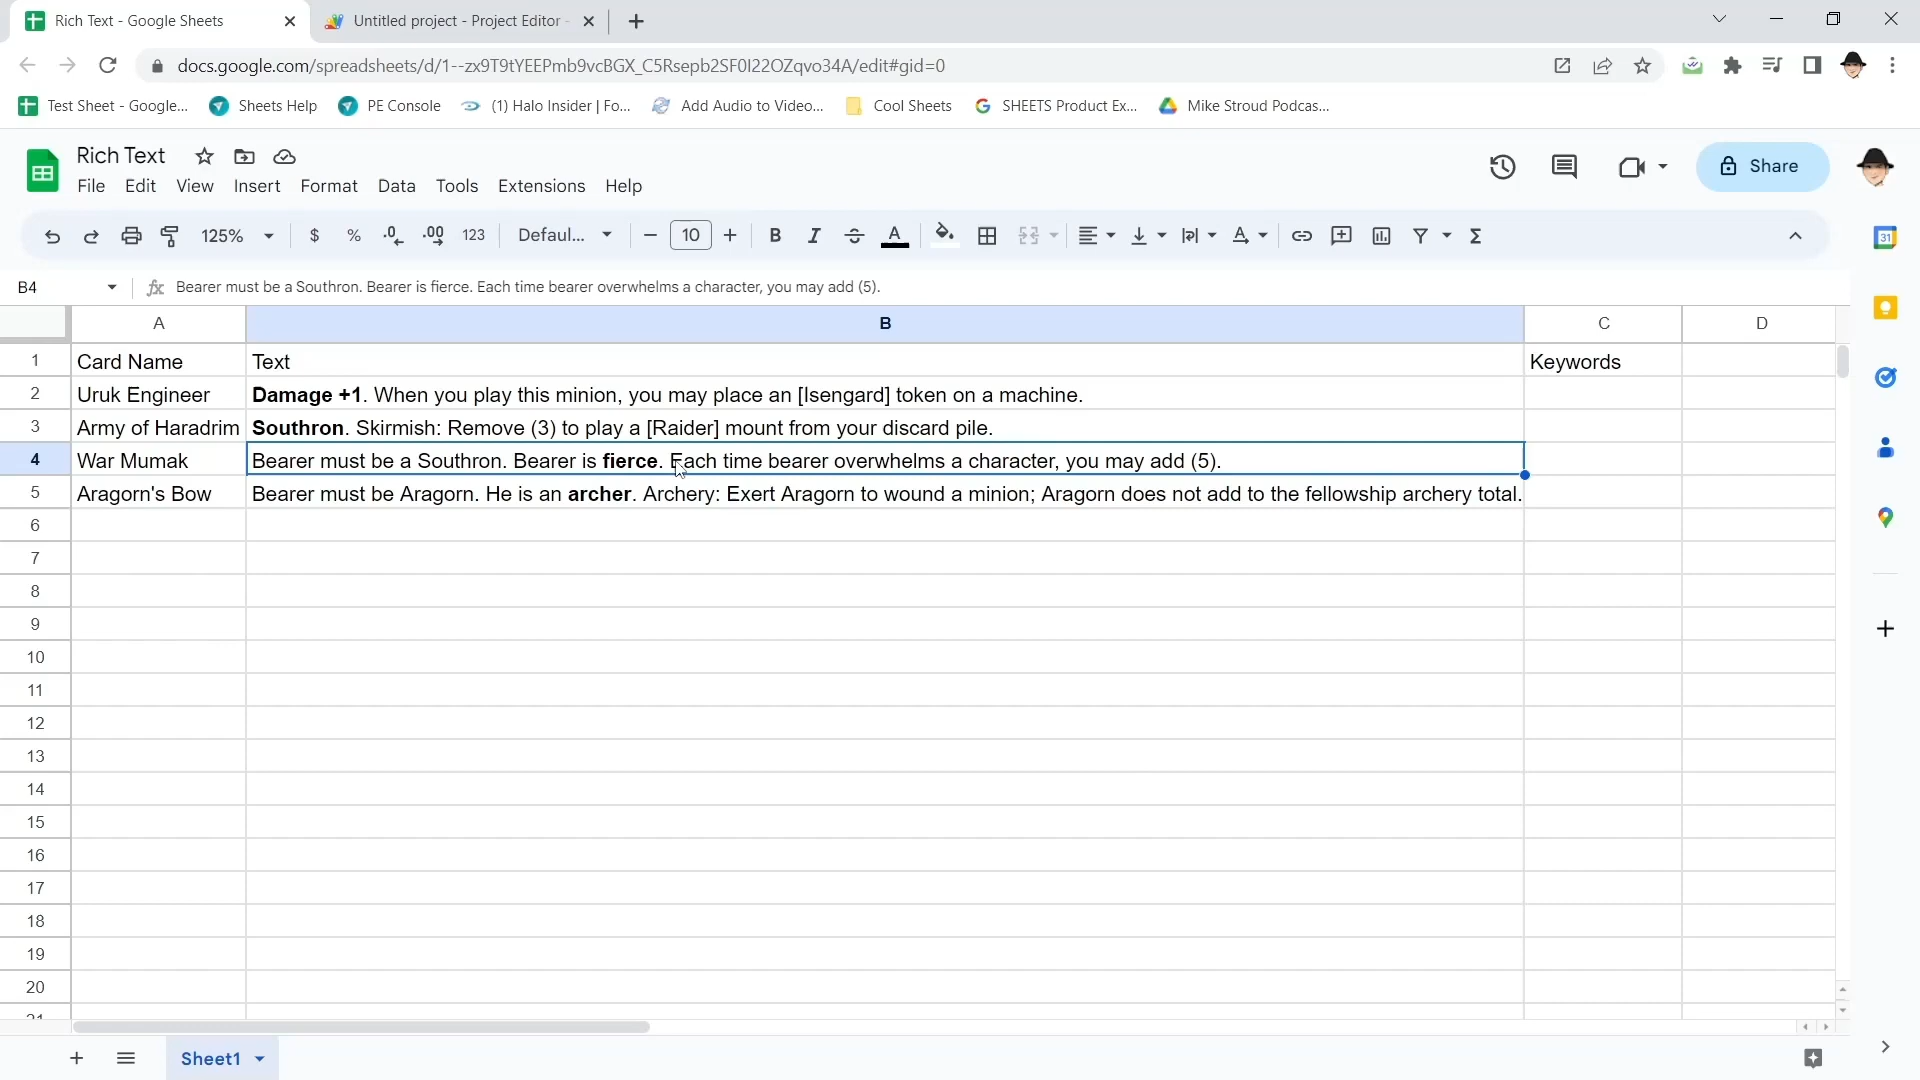 Rich Text - Google Sheets
Untitled project - Project Editor -
docs.google.com/spreadsheets/d/1--zx9T9tYEEPmb9vcBGX_C5Rsepb2SF0I22OZqvo34A/edit#gid=0
Test Sheet - Google... Sheets Help PE Console (1) Halo Insider | Fo... Add Audio to Video... Cool Sheets SHEETS Product Ex... Mike Stroud Podcas...
Rich Text
File Edit View Insert Format Data Tools Extensions Help
Share
125% $ % .0 .00 123 Defaul... 10 B I A
31
B4 fx Bearer must be a Southron. Bearer is fierce. Each time bearer overwhelms a character, you may add (5).
A B C D
1 Card Name Text Keywords
2 Uruk Engineer Damage +1. When you play this minion, you may place an [Isengard] token on a machine.
3 Army of Haradrim Southron. Skirmish: Remove (3) to play a [Raider] mount from your discard pile.
4 War Mumak Bearer must be a Southron. Bearer is fierce. Each time bearer overwhelms a character, you may add (5).
5 Aragorn's Bow Bearer must be Aragorn. He is an archer. Archery: Exert Aragorn to wound a minion; Aragorn does not add to the fellowship archery total.
6
7
8
9
10
11
12
13
14
15
16
17
18
19
20
21
Sheet1